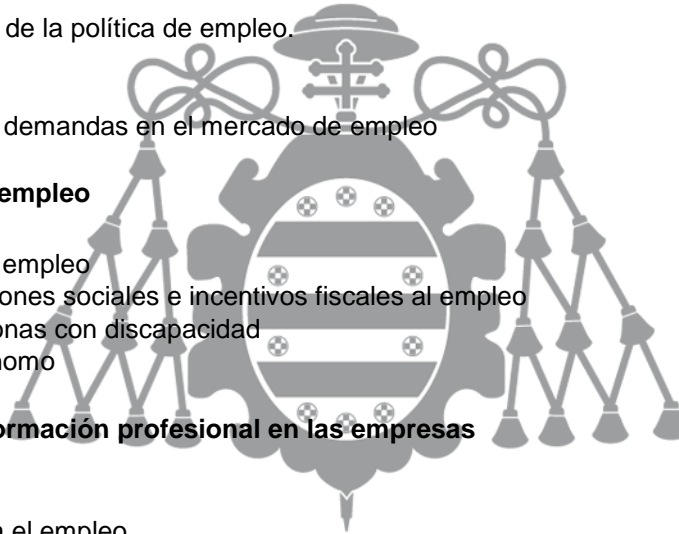 de la política de empleo.
demandas en el mercado de empleo
empleo
empleo
ones sociales e incentivos fiscales al empleo
onas con discapacidad
nomo
ormación profesional en las empresas
el empleo